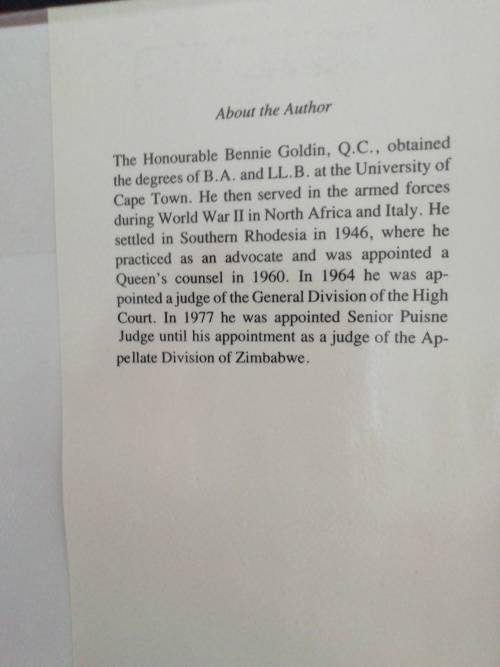 About the Author
The Honourable Bennie Goldin, Q.C., obtained
the degrees of B.A. and LL.B. at the University of
Cape Town. He then served in the armed forces
during World War II in North Africa and Italy. He
settled in Southern Rhodesia in 1946, where he
practiced as an advocate and was appointed a
Queen's counsel in 1960. In 1964 he was ap-
pointed a judge of the General Division of the High
Court. In 1977 he was appointed Senior Puisne
Judge until his appointment as a judge of the Ap-
pellate Division of Zimbabwe.